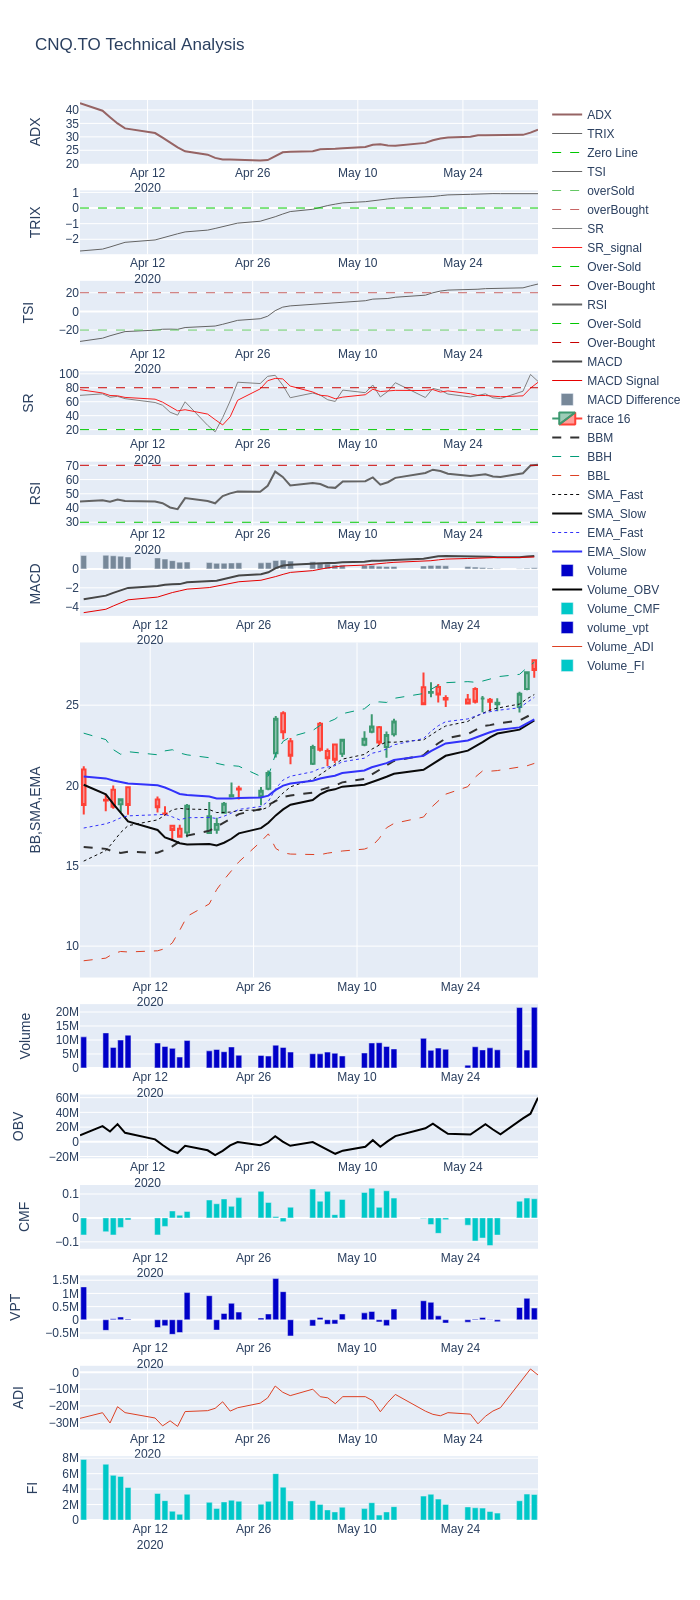 CNQ.TO Technical Analysis
ADX
40
35
30
25
20
Apr 12
2020
Apr 26
May 10
May 24
TRIX
1
0
−1
−2
Apr 12
2020
Apr 26
May 10
May 24
TSI
20
0
−20
Apr 12
2020
Apr 26
May 10
May 24
SR
100
80
60
40
20
Apr 12
2020
Apr 26
May 10
May 24
RSI
70
60
50
40
30
Apr 12
2020
Apr 26
May 10
May 24
MACD
0
−2
−4
Apr 12
2020
Apr 26
May 10
May 24
BB,SMA,EMA
25
20
15
10
Apr 12
2020
Apr 26
May 10
May 24
Volume
20M
15M
10M
5M
0
Apr 12
2020
Apr 26
May 10
May 24
OBV
60M
40M
20M
0
−20M
Apr 12
2020
Apr 26
May 10
May 24
CMF
0.1
0
−0.1
Apr 12
2020
Apr 26
May 10
May 24
VPT
1.5M
1M
0.5M
0
−0.5M
Apr 12
2020
Apr 26
May 10
May 24
ADI
0
−10M
−20M
−30M
Apr 12
2020
Apr 26
May 10
May 24
FI
8M
6M
4M
2M
0
Apr 12
2020
Apr 26
May 10
May 24
ADX
TRIX
Zero Line
TSI
overSold
overBought
SR
SR_signal
Over-Sold
Over-Bought
RSI
Over-Sold
Over-Bought
MACD
MACD Signal
MACD Difference
trace 16
BBM
BBH
BBL
SMA_Fast
SMA_Slow
EMA_Fast
EMA_Slow
Volume
Volume_OBV
Volume_CMF
volume_vpt
Volume_ADI
Volume_FI